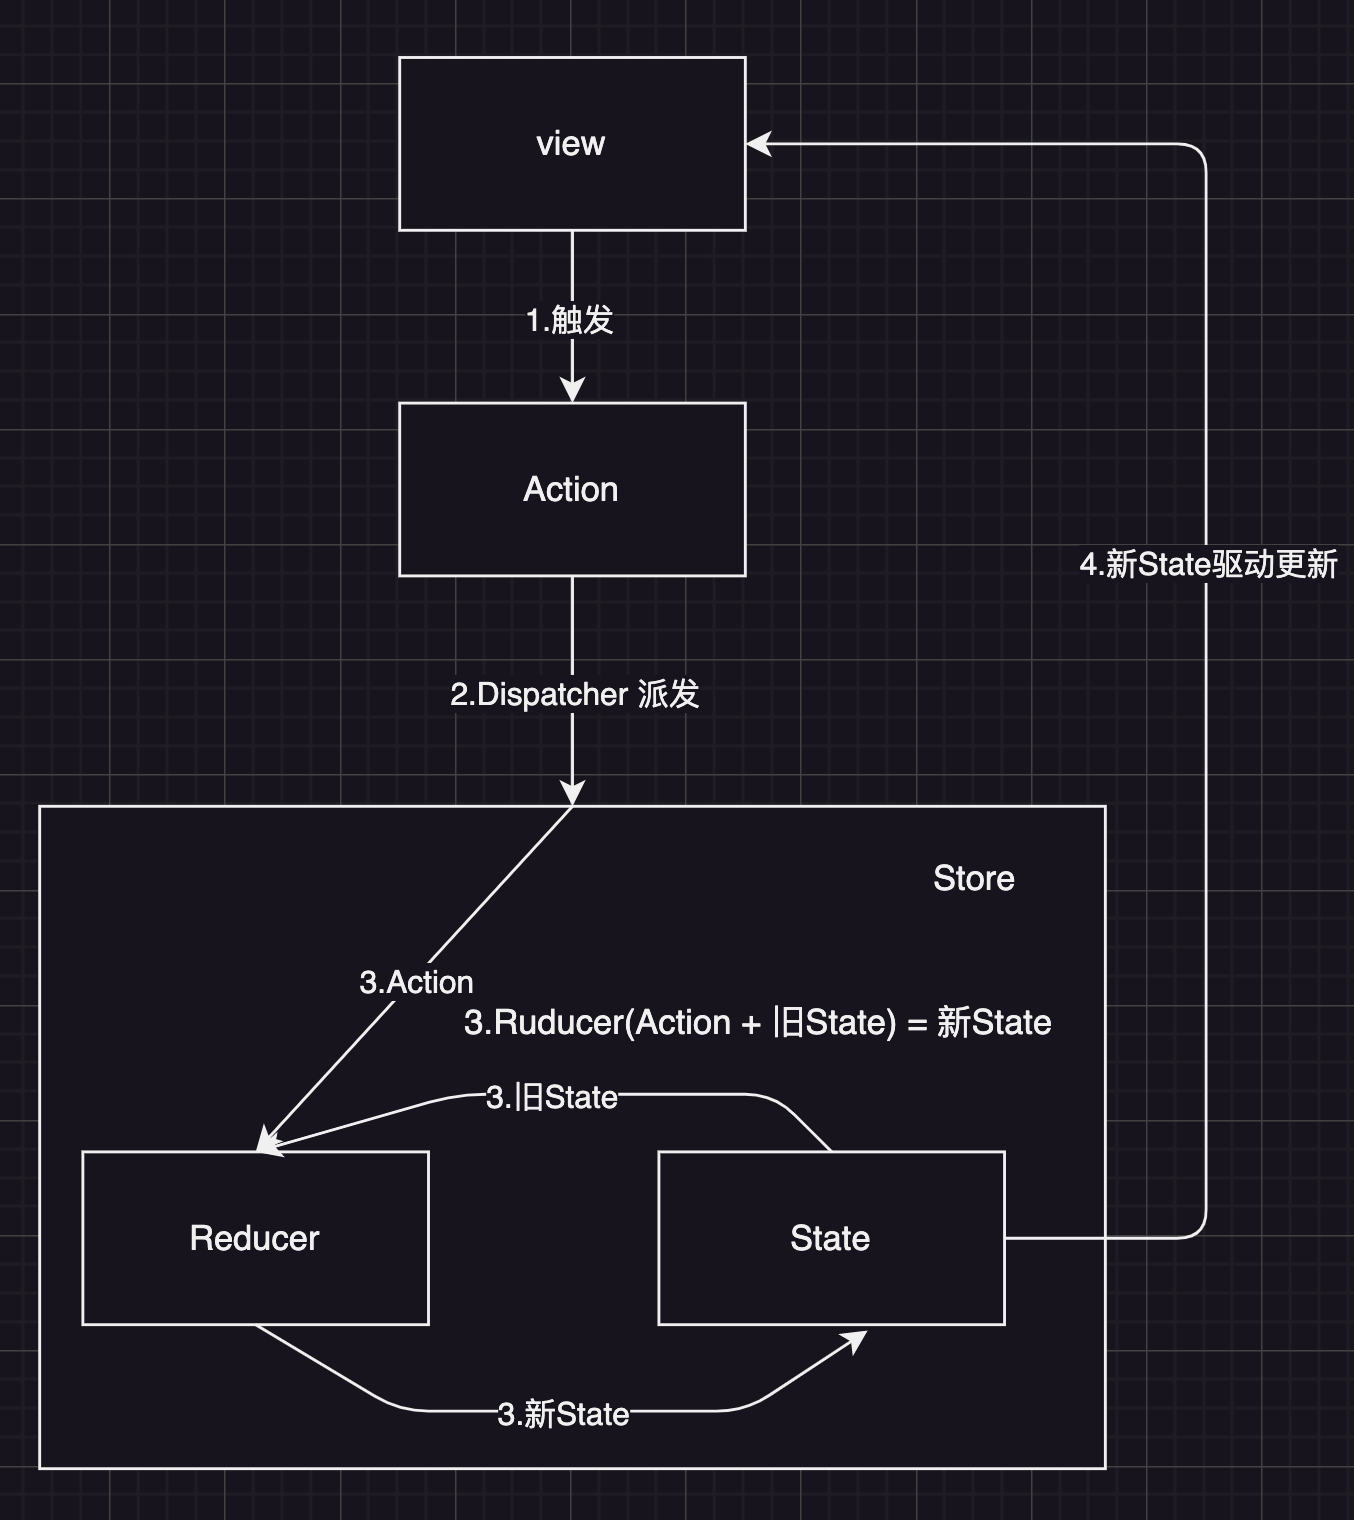 view
1.触发
Action
4.新State驱动更新
2.Dispatcher 派发
Store
3.Action
3.Ruducer(Action + 旧State) = 新State
3.旧State
Reducer
State
3.新State